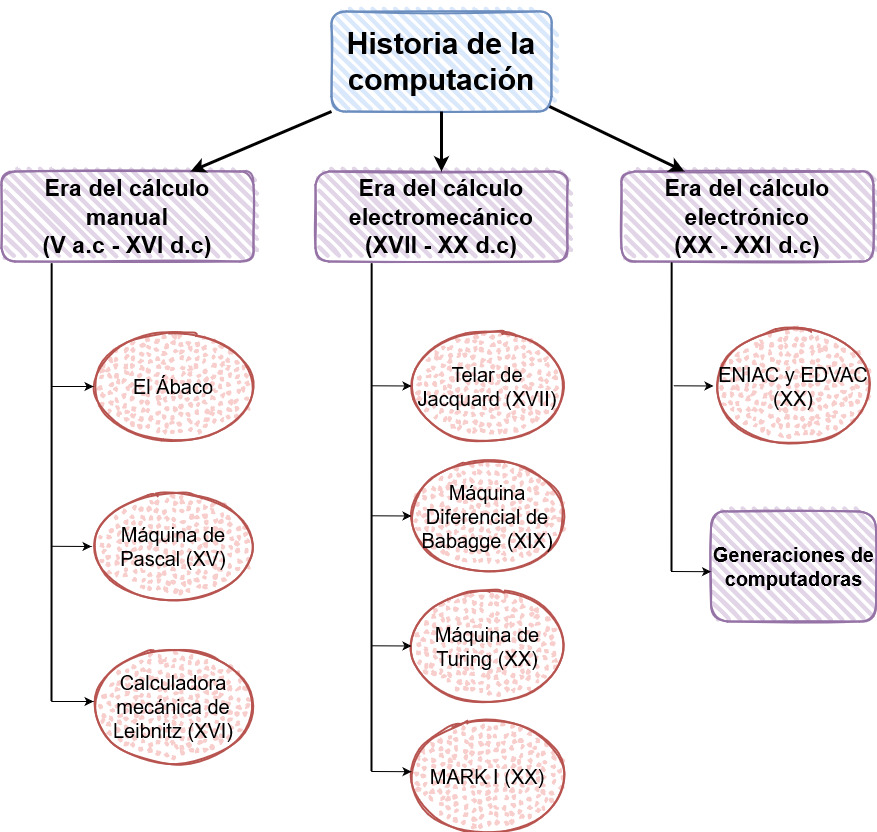 Historia de la
computación
Era del cálculo
manual
(V a.c - XVI d.c)
El Ábaco
Máquina de
Pascal (XV)
Calculadora
mecánica de
Leibnitz (XVI)
Era del cálculo
electromecánico
(XVII - XX d.c)
Telar de
Jacquard (XVII)
Máquina
Diferencial de
Babagge (XIX)
Máquina de
Turing (XX)
MARK I (XX)
Era del cálculo
electrónico
(XX - XXI d.c)
ENIAC y EDVAC
(XX)
Generaciones de
computadoras